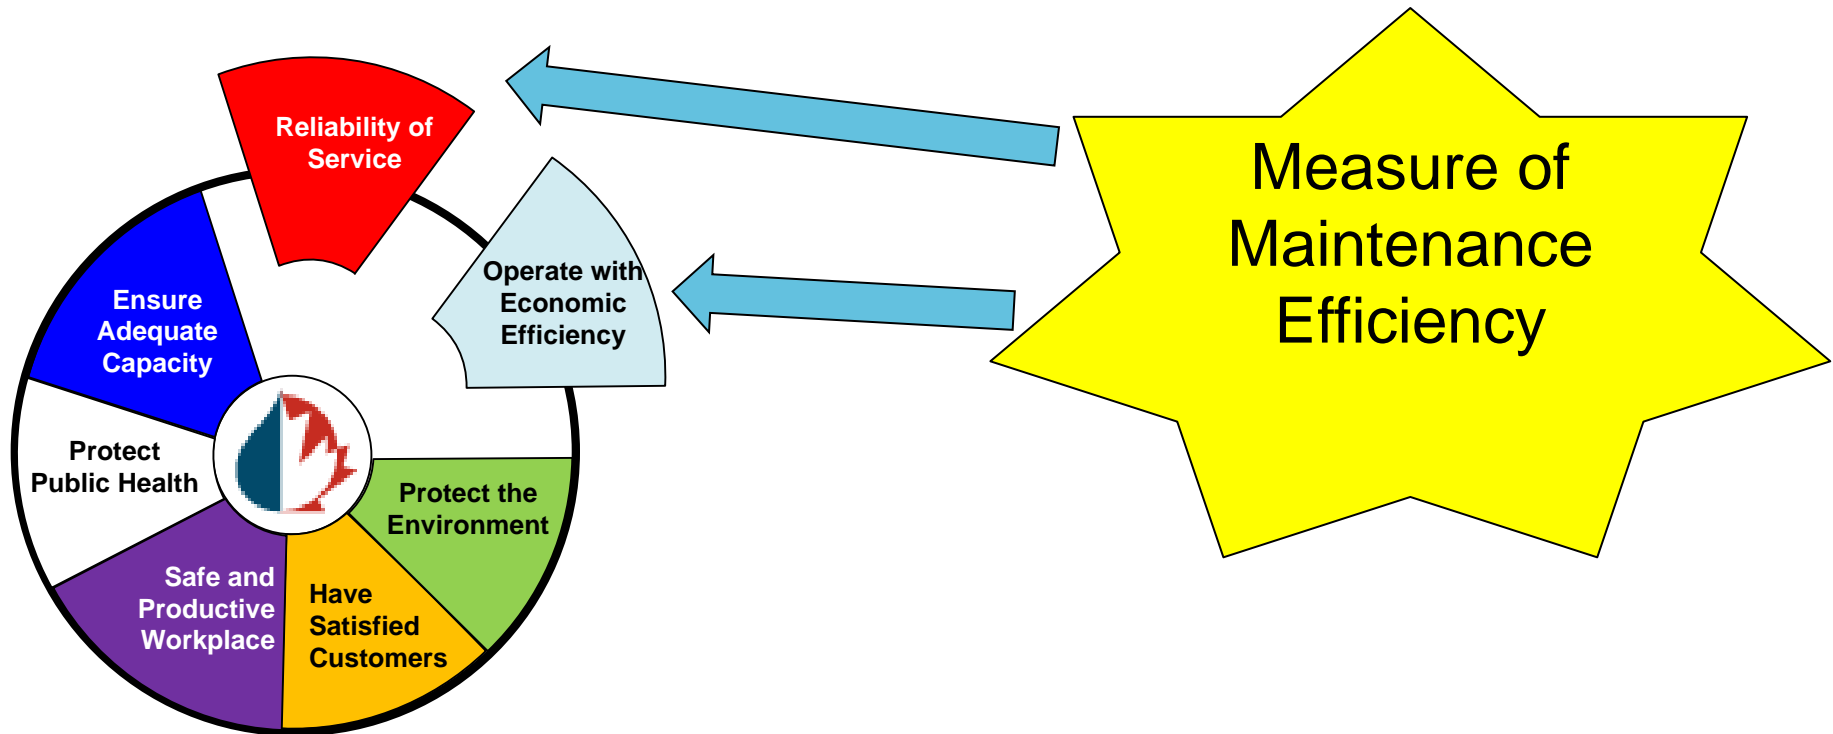 Reliability of
Service
Operate with
Economic
Efficiency
Ensure
Adequate
Capacity
Protect
Public Health
Protect the
Environment
Safe and
Productive
Workplace
Have
Satisfied
Customers
Measure of
Maintenance
Efficiency